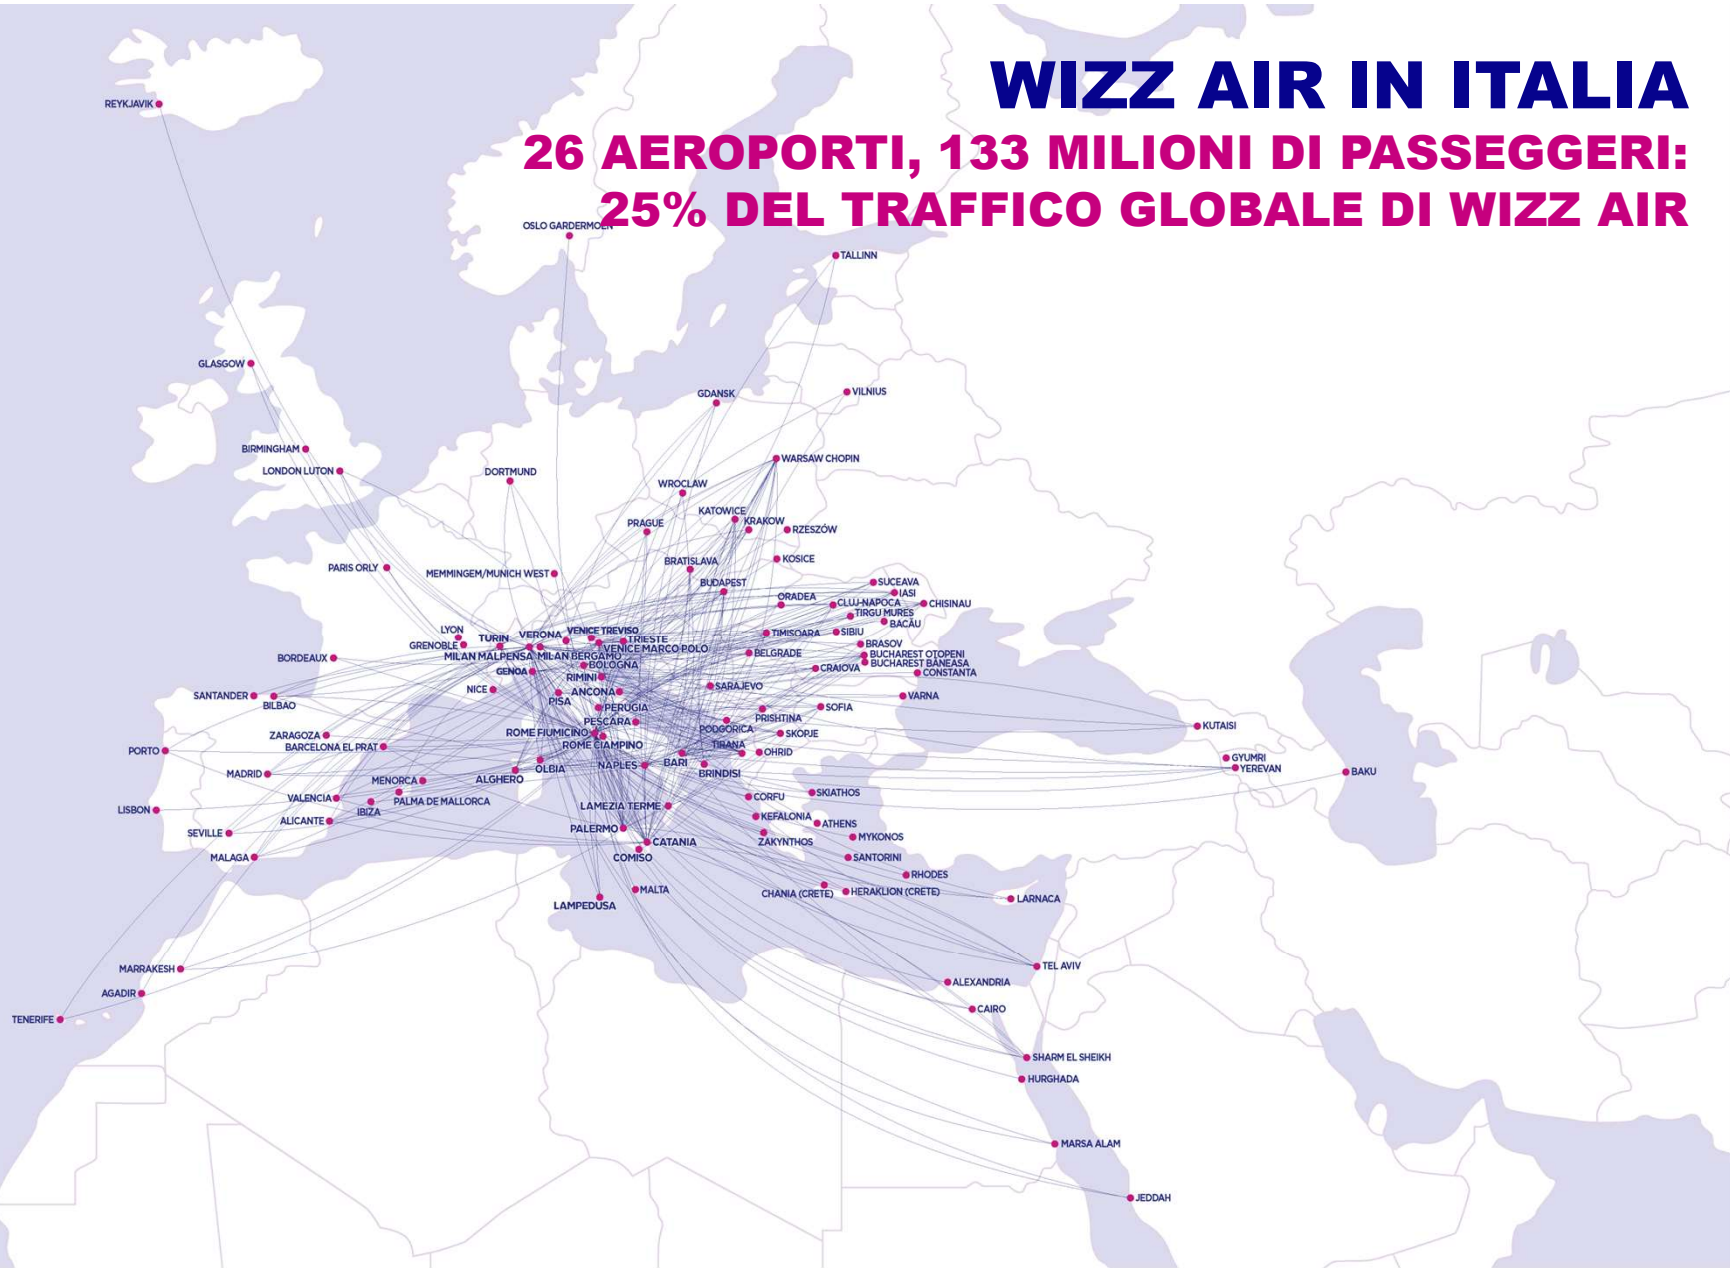 WIZZ AIR IN ITALIA
26 AEROPORTI, 133 MILIONI DI PASSEGGERI:
25% DEL TRAFFICO GLOBALE DI WIZZ AIR
REYKJAVIK
OSLO GARDERMOEN
TALLINN
GLASGOW
GDANSK
VILNIUS
BIRMINGHAM
LONDON LUTON
DORTMUND
WARSAW CHOPIN
WROCLAW
KATOWICE
PRAGUE
KRAKOW
RZESZÓW
PARIS ORLY
MEMMINGEM/MUNICH WEST
BRATISLAVA
KOSICE
BUDAPEST
SUCEAVA
IASI
ORADEA
CLUJ-NAPOCA
CHISINAU
TIRGU MURES
BACĂU
LYON
GRENOBLE
TURIN
VERONA
VENICE TREVISO
TRIESTE
VENICE MARCO POLO
TIMISOARA
SIBIU
BRASOV
MILAN MALPENSA
MILAN BERGAMO
BELGRADE
BUCHAREST OTOPENI
BUCHAREST BĂNEASA
BORDEAUX
GENOA
BOLOGNA
CRAIOVA
CONSTANTA
RIMINI
NICE
PISA
ANCONA
SARAJEVO
VARNA
SANTANDER
BILBAO
PERUGIA
SOFIA
PESCARA
PRISHTINA
PODGORICA
KUTAISI
ZARAGOZA
ROME FIUMICINO
SKOPJE
BARCELONA EL PRAT
ROME CIAMPINO
TIRANA
PORTO
OHRID
GYUMRI
OLBIA
NAPLES
BARI
YEREVAN
MADRID
MENORCA
ALGHERO
BRINDISI
BAKU
VALENCIA
IBIZA
PALMA DE MALLORCA
CORFU
SKIATHOS
LISBON
LAMEZIA TERME
ALICANTE
KEFALONIA
ATHENS
SEVILLE
PALERMO
CATANIA
ZAKYNTHOS
MYKONOS
MALAGA
COMISO
SANTORINI
RHODES
MALTA
CHANIA (CRETE)
HERAKLION (CRETE)
LAMPEDUSA
LARNACA
MARRAKESH
TEL AVIV
AGADIR
ALEXANDRIA
TENERIFE
CAIRO
SHARM EL SHEIKH
HURGHADA
MARSA ALAM
JEDDAH